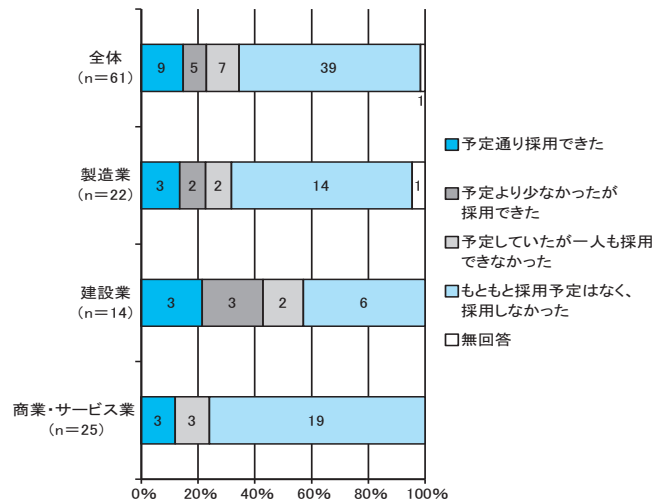 全体
（n＝61）
9
5
7
39
1
製造業
（n＝22）
3
2
2
14
1
建設業
（n＝14）
3
3
2
6
商業・サービス業
（n＝25）
3
3
19
0%
20%
40%
60%
80%
100%
予定通り採用できた
予定より少なかったが
採用できた
予定していたが一人も採用
できなかった
もともと採用予定はなく、
採用しなかった
無回答